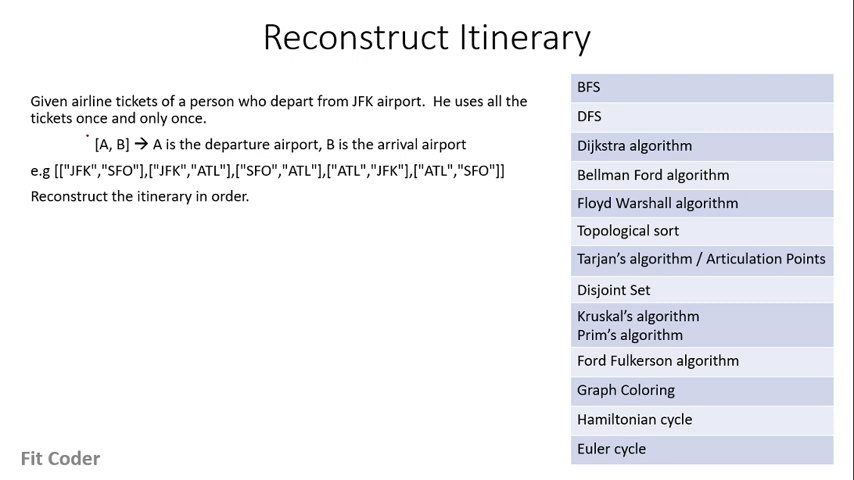 Reconstruct Itinerary
Given airline tickets of a person who depart from JFK airport. He uses all the
tickets once and only once.
[A, B] → A is the departure airport, B is the arrival airport
e.g [["JFK","SFO"],["JFK","ATL"],["SFO","ATL"],["ATL","JFK"],["ATL","SFO"]]
Reconstruct the itinerary in order.
BFS
DFS
Dijkstra algorithm
Bellman Ford algorithm
Floyd Warshall algorithm
Topological sort
Tarjan's algorithm / Articulation Points
Disjoint Set
Kruskal's algorithm
Prim's algorithm
Ford Fulkerson algorithm
Graph Coloring
Hamiltonian cycle
Euler cycle
Fit Coder